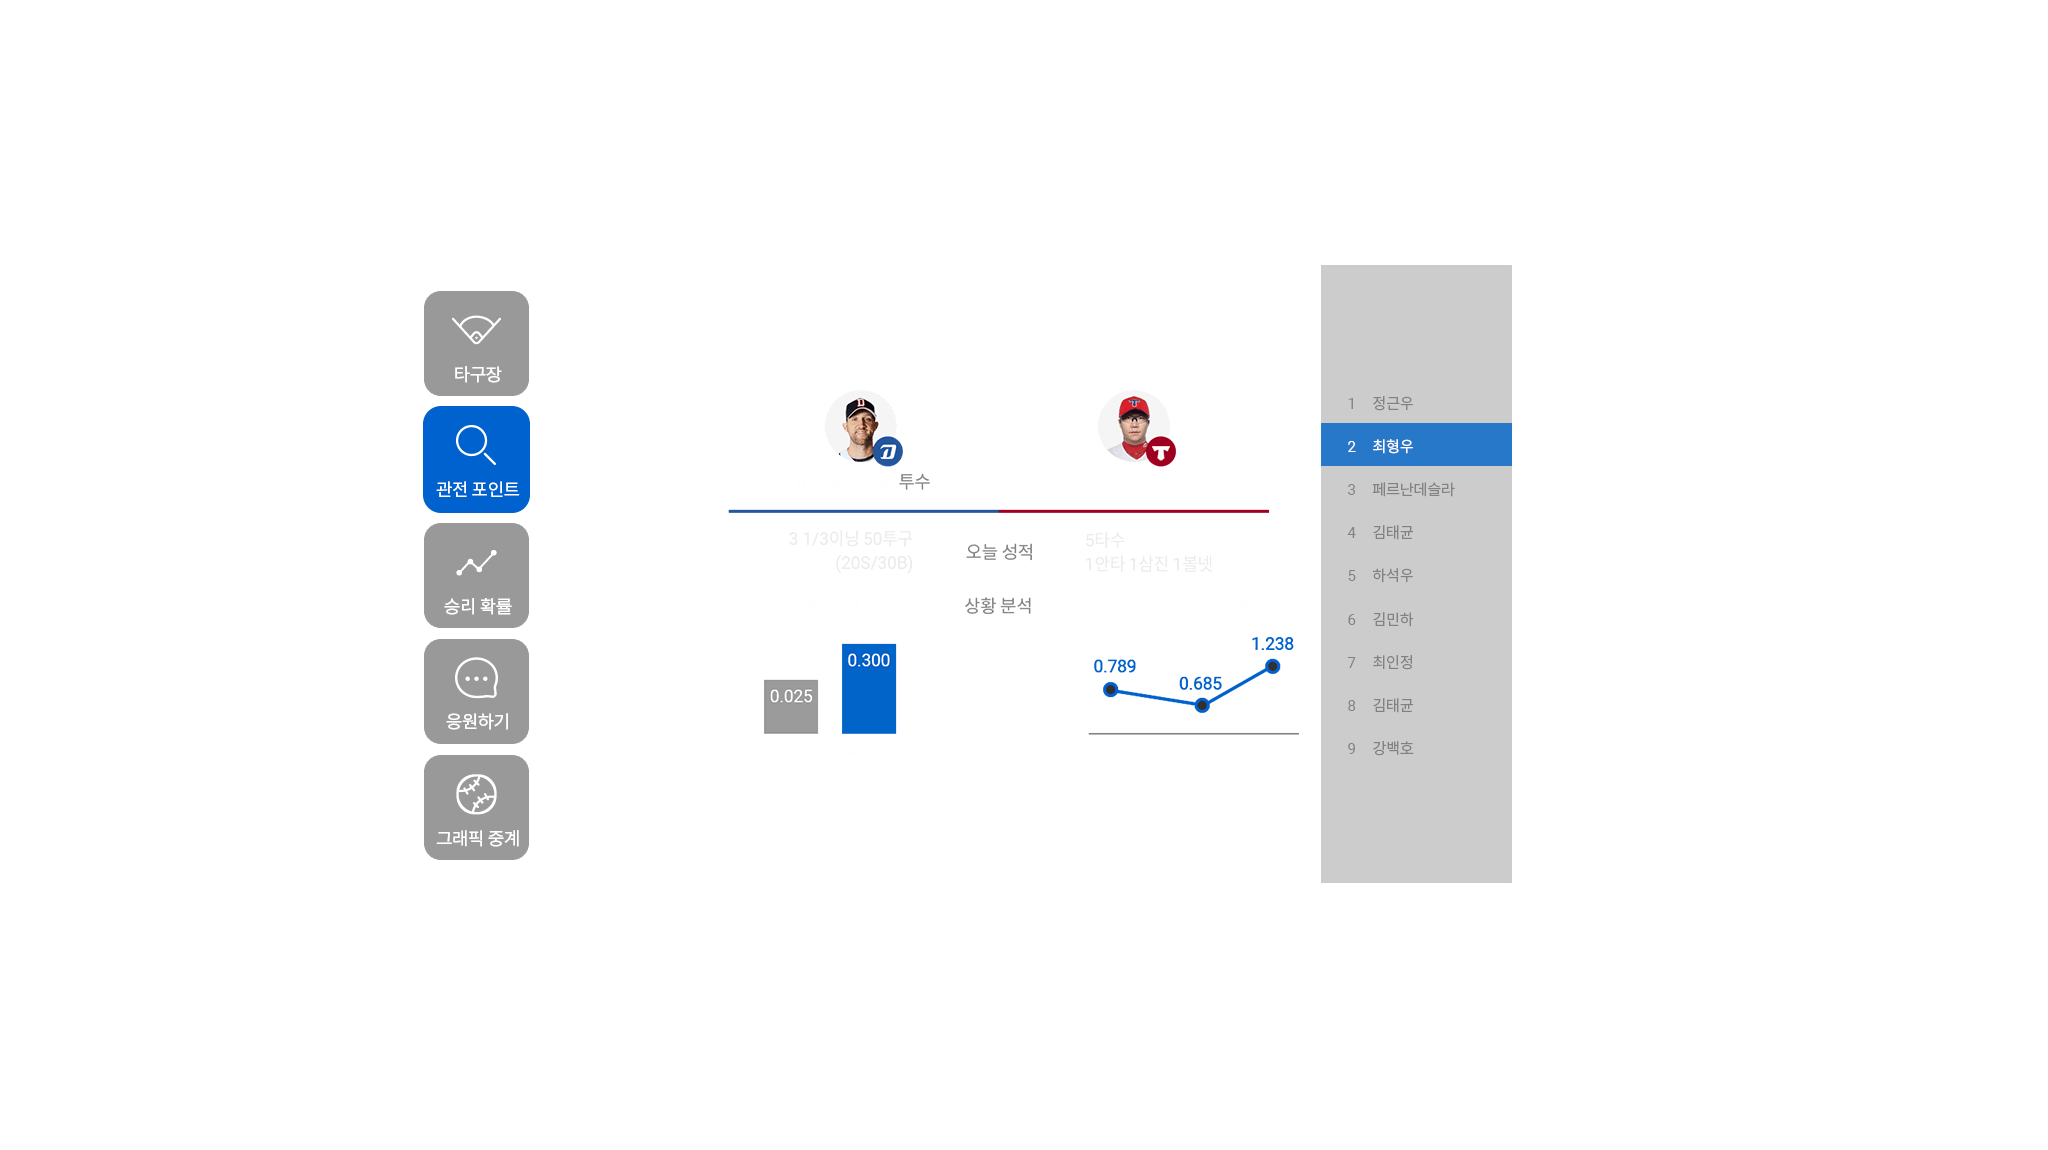 타구장
관전 포인트
승리 확률
응원하기
그래픽 중계
투수
3 1/3이닝 50투구
(20S/30B)
오늘 성적
5타수
1안타 1삼진 1볼넷
상황 분석
0.025
0.300
0.789
0.685
1.238
1 정근우
2 최형우
3 페르난데슬라
4 김태균
5 하석우
6 김민하
7 최인정
8 김태균
9 강백호